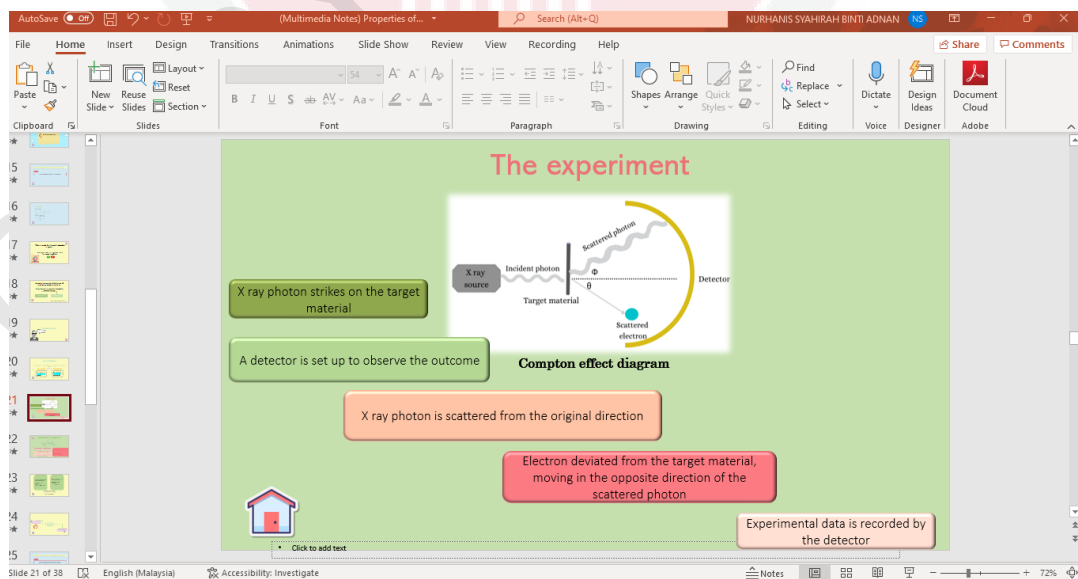 AutoSave Off (Multimedia Notes) Properties of... Search (Alt+Q) NURHANIS SYAHIRAH BINTI ADNAN NS
File Home Insert Design Transitions Animations Slide Show Review View Recording Help Share Comments
Paste New Slide Reuse Slides Layout Reset Section 54 B I U S ab AV Aa A Shapes Arrange Quick Styles Find Replace Select Dictate Design Ideas Document Cloud
Clipboard Slides Font Paragraph Drawing Editing Voice Designer Adobe
The experiment
Scattered photon
X ray
source
Incident photon
Φ
θ
Detector
Target material
Scattered
electron
Compton effect diagram
X ray photon strikes on the target
material
A detector is set up to observe the outcome
X ray photon is scattered from the original direction
Electron deviated from the target material,
moving in the opposite direction of the
scattered photon
Experimental data is recorded by
the detector
• Click to add text
Slide 21 of 38 English (Malaysia) Accessibility: Investigate Notes 72%